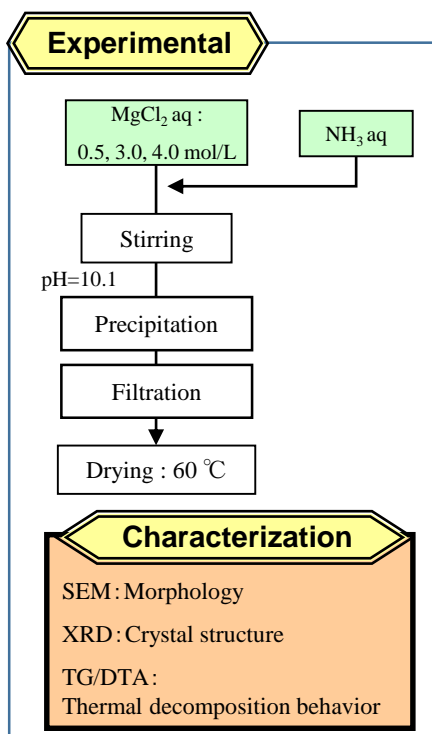 Experimental
MgCl₂ aq :
0.5, 3.0, 4.0 mol/L
NH₃ aq
Stirring
pH=10.1
Precipitation
Filtration
Drying : 60 ℃
Characterization
SEM：Morphology
XRD：Crystal structure
TG/DTA：
Thermal decomposition behavior